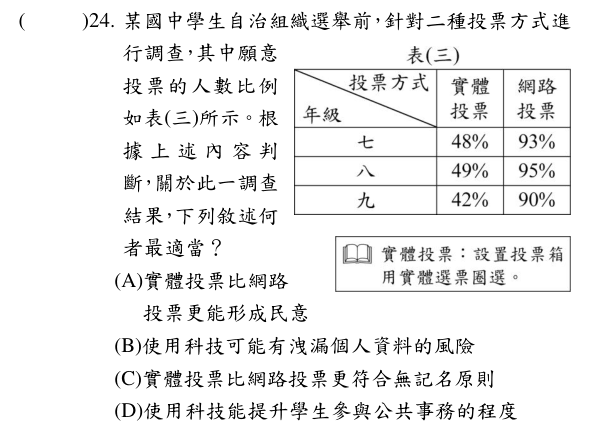 (　　)24. 某國中學生自治組織選舉前，針對二種投票方式進
行調查，其中願意
投票的人數比例
如表(三)所示。根
據上述內容判
斷，關於此一調查
結果，下列敘述何
者最適當？
表(三)
投票方式 實體投票 網路投票
年級
七 48% 93%
八 49% 95%
九 42% 90%
實體投票：設置投票箱
用實體選票圈選。
(A)實體投票比網路
投票更能形成民意
(B)使用科技可能有洩漏個人資料的風險
(C)實體投票比網路投票更符合無記名原則
(D)使用科技能提升學生參與公共事務的程度